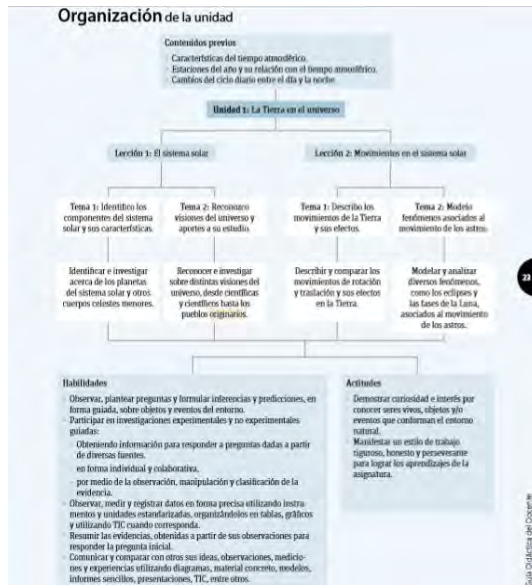 Organización de la unidad
Contenidos previos
· Características del tiempo atmosférico.
· Estaciones del año y su relación con el tiempo atmosférico.
· Cambios del ciclo diario entre el día y la noche.
Unidad 1: La Tierra en el universo
Lección 1: El sistema solar
Lección 2: Movimientos en el sistema solar
Tema 1: Identifico los
componentes del sistema
solar y sus características.
Tema 2: Reconozco
visiones del universo y
aportes a su estudio.
Tema 1: Describo los
movimientos de la Tierra
y sus efectos.
Tema 2: Modelo
fenómenos asociados al
movimiento de los astros.
Identificar e investigar
acerca de los planetas
del sistema solar y otros
cuerpos celestes menores.
Reconocer e investigar
sobre distintas visiones del
universo, desde científicas
y científicos hasta los
pueblos originarios.
Describir y comparar los
movimientos de rotación
y traslación y sus efectos
en la Tierra.
Modelar y analizar
diversos fenómenos,
como los eclipses y
las fases de la Luna,
asociados al movimiento
de los astros.
23
Habilidades
· Observar, plantear preguntas y formular inferencias y predicciones, en
forma guiada, sobre objetos y eventos del entorno.
· Participar en investigaciones experimentales y no experimentales
guiadas:
· Obteniendo información para responder a preguntas dadas a partir
de diversas fuentes.
· en forma individual y colaborativa,
· por medio de la observación, manipulación y clasificación de la
evidencia.
· Observar, medir y registrar datos en forma precisa utilizando instru-
mentos y unidades estandarizadas, organizándolos en tablas, gráficos
y utilizando TIC cuando corresponda.
· Resumir las evidencias, obtenidas a partir de sus observaciones para
responder la pregunta inicial.
· Comunicar y comparar con otros sus ideas, observaciones, medicio-
nes y experiencias utilizando diagramas, material concreto, modelos,
informes sencillos, presentaciones, TIC, entre otros.
Actitudes
· Demostrar curiosidad e interés por
conocer seres vivos, objetos y/o
eventos que conforman el entorno
natural.
· Manifestar un estilo de trabajo
riguroso, honesto y perseverante
para lograr los aprendizajes de la
asignatura.
Guía Didáctica del Docente